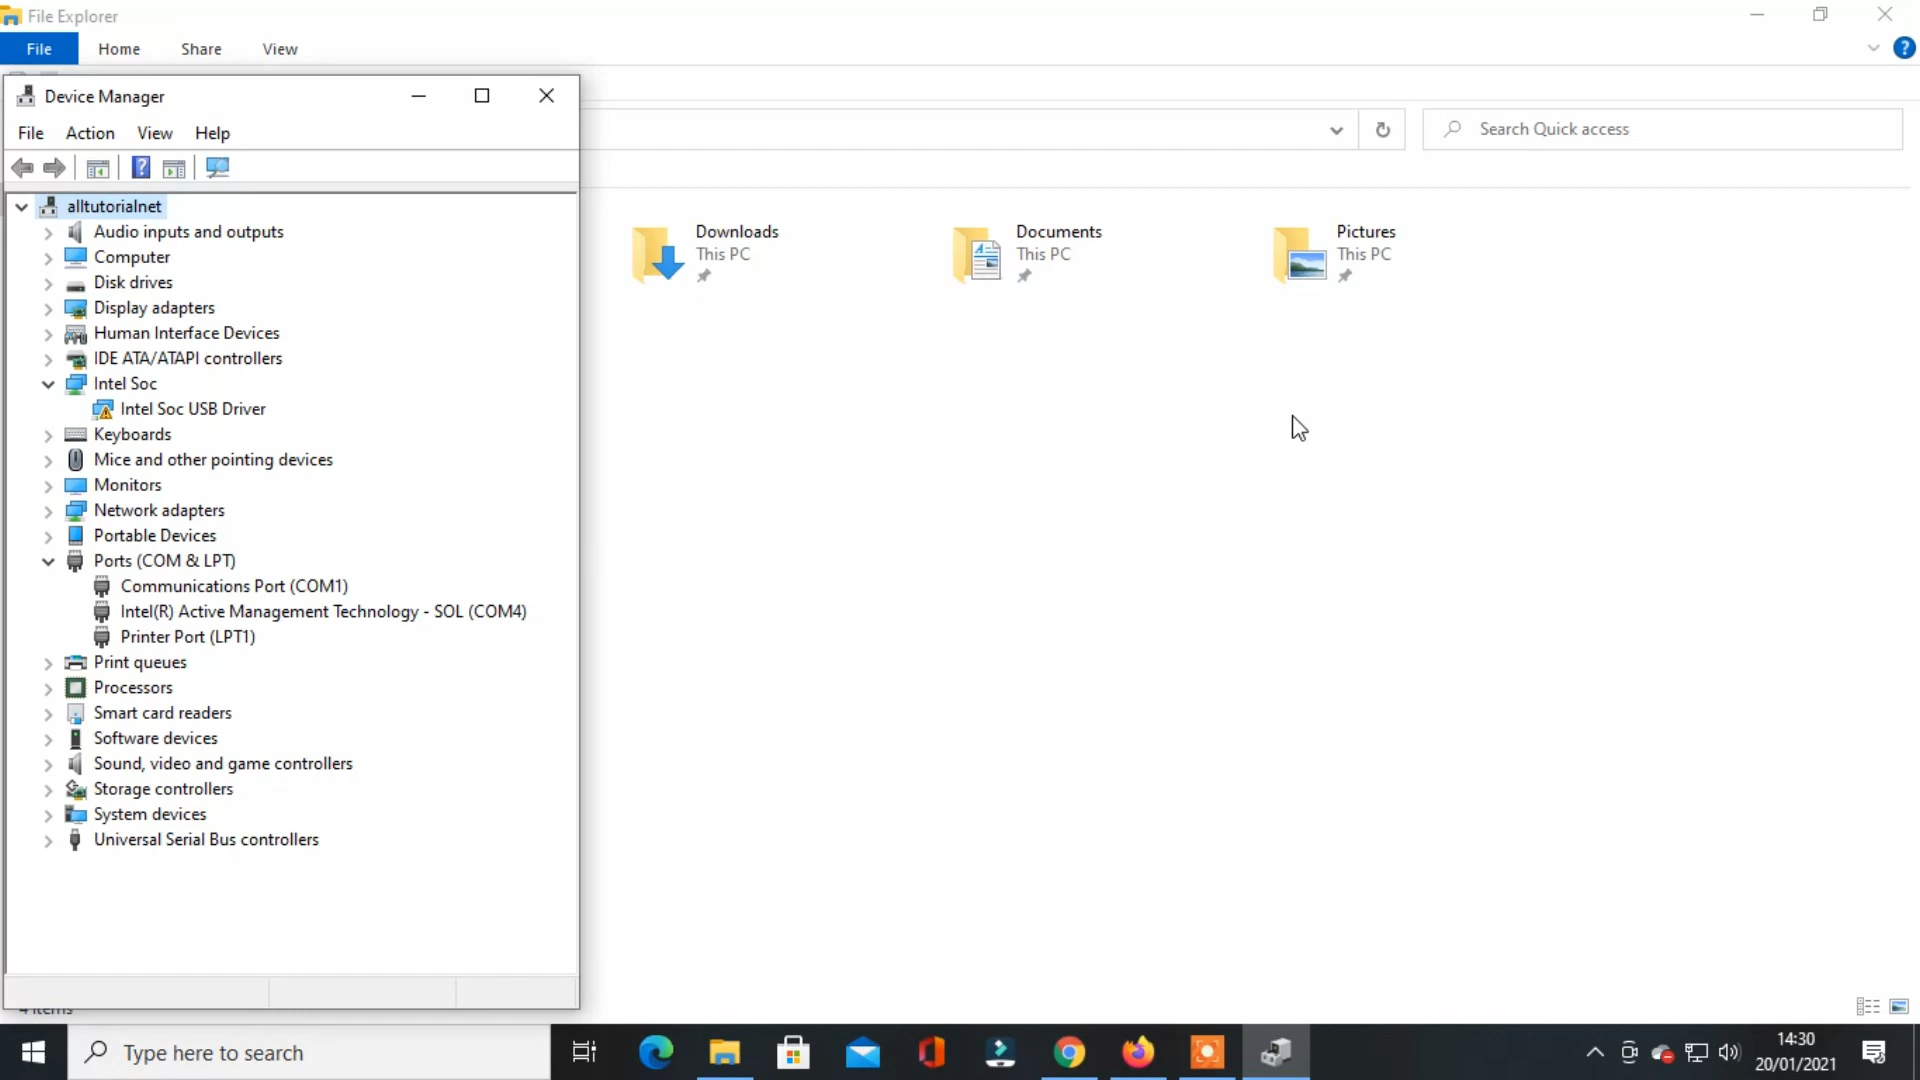 File Explorer
File Home Share View
Device Manager
File Action View Help
Search Quick access
alltutorialnet
Audio inputs and outputs
Computer
Disk drives
Display adapters
Human Interface Devices
IDE ATA/ATAPI controllers
Intel Soc
Intel Soc USB Driver
Keyboards
Mice and other pointing devices
Monitors
Network adapters
Portable Devices
Ports (COM & LPT)
Communications Port (COM1)
Intel(R) Active Management Technology - SOL (COM4)
Printer Port (LPT1)
Print queues
Processors
Smart card readers
Software devices
Sound, video and game controllers
Storage controllers
System devices
Universal Serial Bus controllers
Downloads
This PC
Documents
This PC
Pictures
This PC
4 items
Type here to search
14:30
20/01/2021